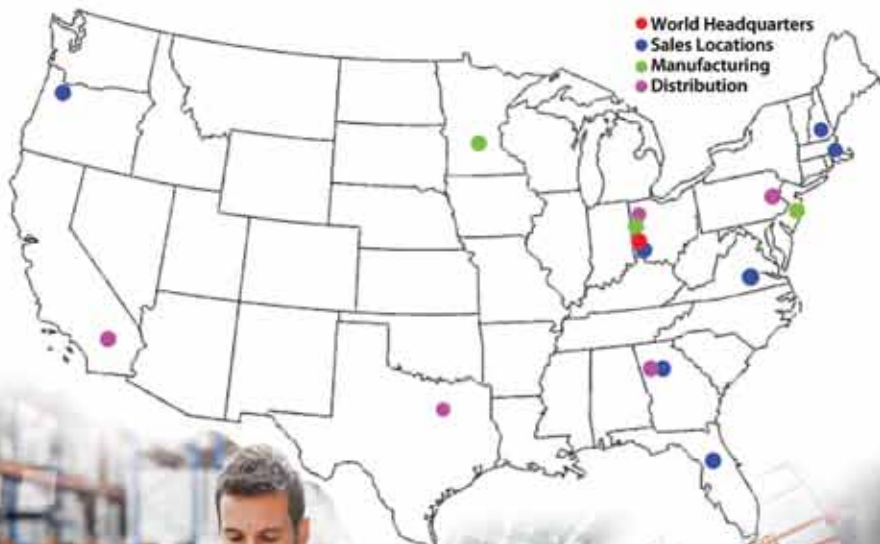 World Headquarters
Sales Locations
Manufacturing
Distribution